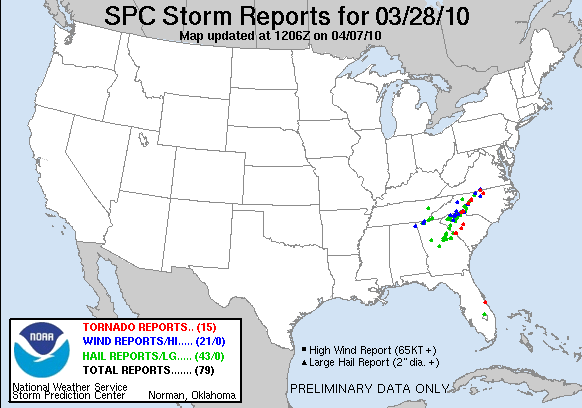 SPC Storm Reports for 03/28/10
Map updated at 1206Z on 04/07/10
NOAA
TORNADO REPORTS.. (15)
WIND REPORTS/HI..... (21/0)
HAIL REPORTS/LG..... (43/0)
TOTAL REPORTS....... (79)
National Weather Service
Storm Prediction Center Norman, Oklahoma
High Wind Report (65KT +)
Large Hail Report (2" dia. +)
PRELIMINARY DATA ONLY